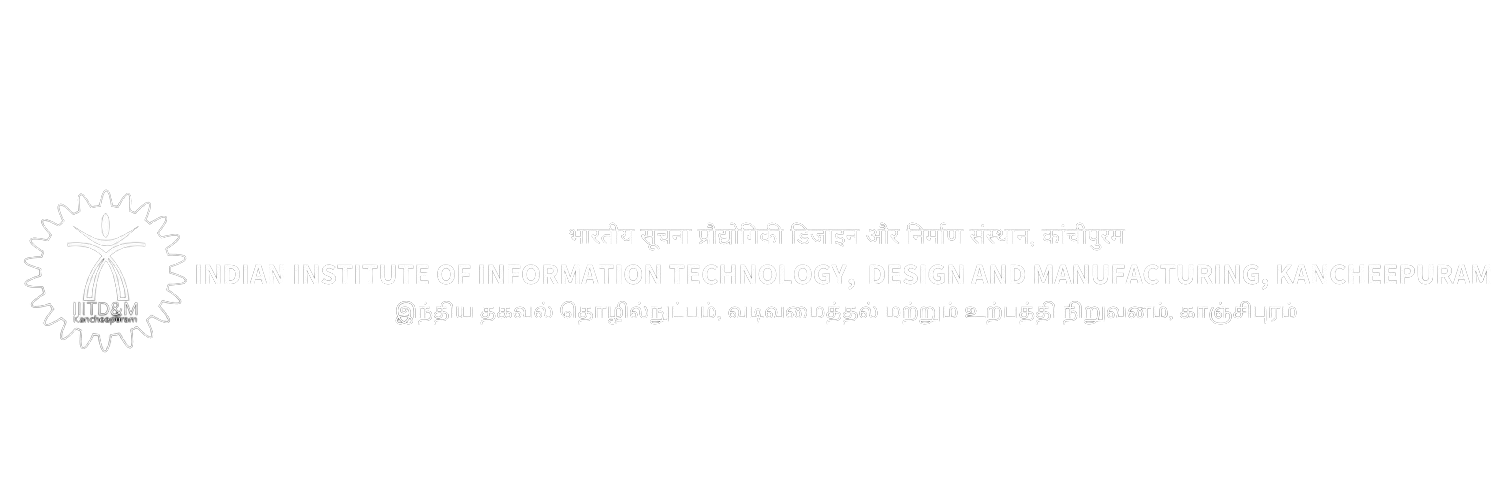 भारतीय सूचना प्रौद्योगिकी डिजाइन और निर्माण संस्थान, कांचीपुरम
INDIAN INSTITUTE OF INFORMATION TECHNOLOGY, DESIGN AND MANUFACTURING, KANCHEEPURAM
இந்திய தகவல் தொழில்நுட்பம், வடிவமைத்தல் மற்றும் உற்பத்தி நிறுவனம், காஞ்சிபுரம்
IIITD&M
Kancheepuram